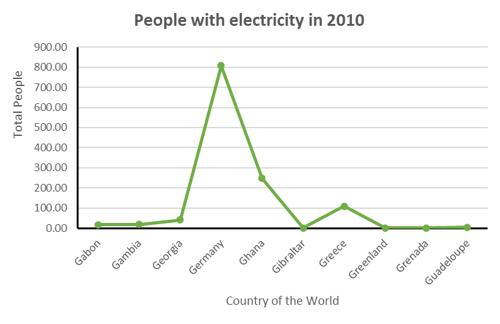 People with electricity in 2010
900.00
800.00
700.00
600.00
500.00
400.00
300.00
200.00
100.00
0.00
Total People
Gabon
Gambia
Georgia
Germany
Ghana
Gibraltar
Greece
Greenland
Grenada
Guadeloupe
Country of the World